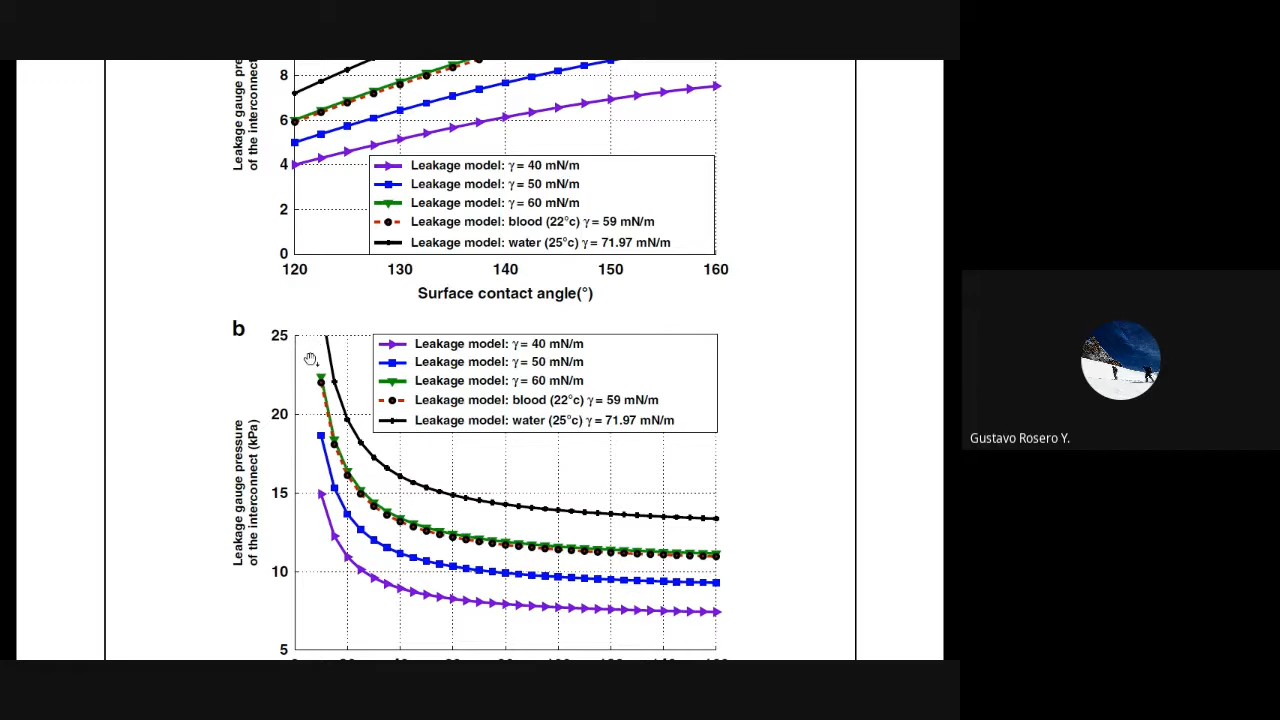 Leakage gauge pre
of the interconnect
8
6
4
2
0
Leakage model: γ = 40 mN/m
Leakage model: γ = 50 mN/m
Leakage model: γ = 60 mN/m
Leakage model: blood (22°c) γ = 59 mN/m
Leakage model: water (25°c) γ = 71.97 mN/m
120 130 140 150 160
Surface contact angle(°)
b
25
20
15
10
5
Leakage gauge pressure
of the interconnect (kPa)
Leakage model: γ = 40 mN/m
Leakage model: γ = 50 mN/m
Leakage model: γ = 60 mN/m
Leakage model: blood (22°c) γ = 59 mN/m
Leakage model: water (25°c) γ = 71.97 mN/m
Gustavo Rosero Y.